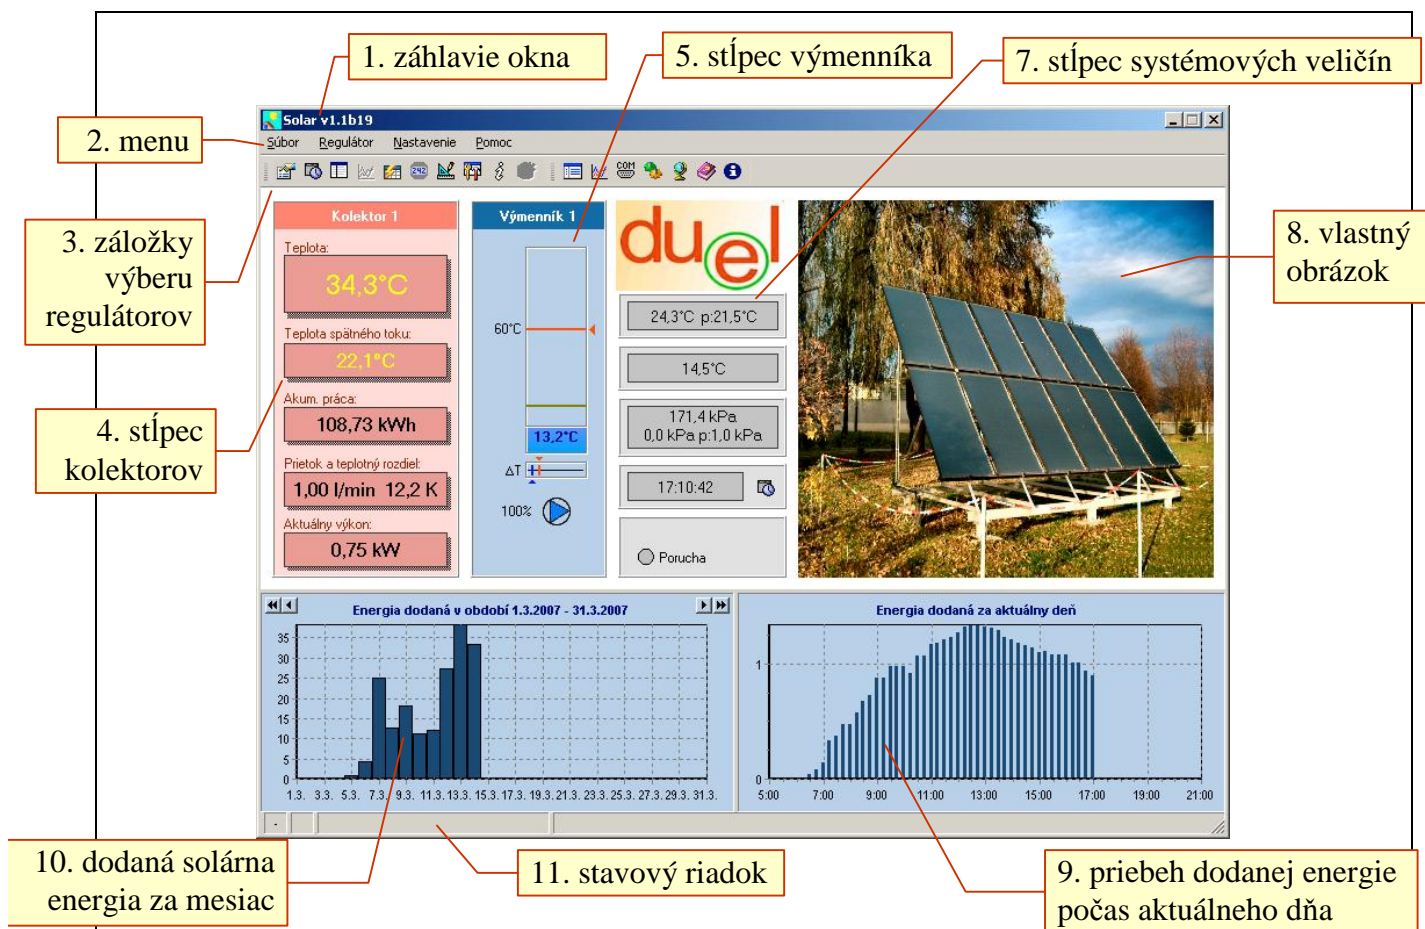 1. záhlavie okna
5. stĺpec výmenníka
7. stĺpec systémových veličín
2. menu
3. záložky
výberu
regulátorov
4. stĺpec
kolektorov
8. vlastný
obrázok
Solar v1.1b19
Súbor Regulátor Nastavenie Pomoc
242
COM
Kolektor 1
Teplota:
34,3°C
Teplota spätného toku:
22,1°C
Akum. práca:
108,73 kWh
Prietok a teplotný rozdiel:
1,00 l/min 12,2 K
Aktuálny výkon:
0,75 kW
Výmenník 1
60°C
13,2°C
ΔT
100%
duel
24,3°C p:21,5°C
14,5°C
171,4 kPa
0,0 kPa p:1,0 kPa
17:10:42
Porucha
Energia dodaná v období 1.3.2007 - 31.3.2007
35
30
25
20
15
10
5
0
1.3. 3.3. 5.3. 7.3. 9.3. 11.3. 13.3. 15.3. 17.3. 19.3. 21.3. 23.3. 25.3. 27.3. 29.3. 31.3.
Energia dodaná za aktuálny deň
1
0
5:00 7:00 9:00 11:00 13:00 15:00 17:00 19:00 21:00
-
10. dodaná solárna
energia za mesiac
11. stavový riadok
9. priebeh dodanej energie
počas aktuálneho dňa